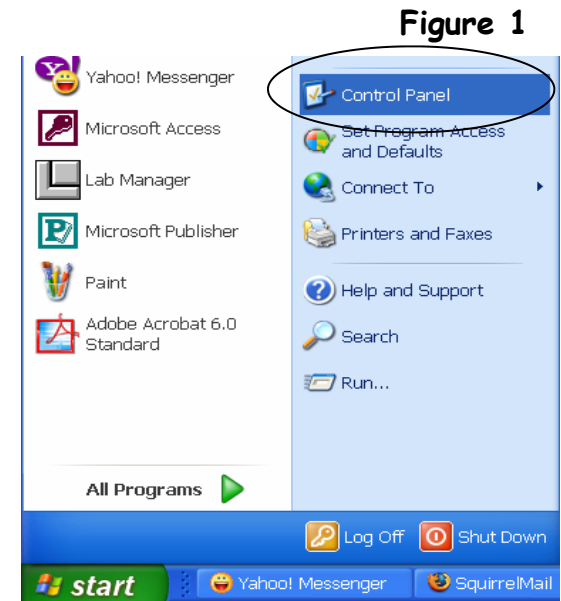 Figure 1
Yahoo! Messenger
Microsoft Access
Lab Manager
Microsoft Publisher
Paint
Adobe Acrobat 6.0
Standard
All Programs
Control Panel
Set Program Access
and Defaults
Connect To
Printers and Faxes
Help and Support
Search
Run...
Log Off
Shut Down
start
Yahoo! Messenger
SquirrelMail